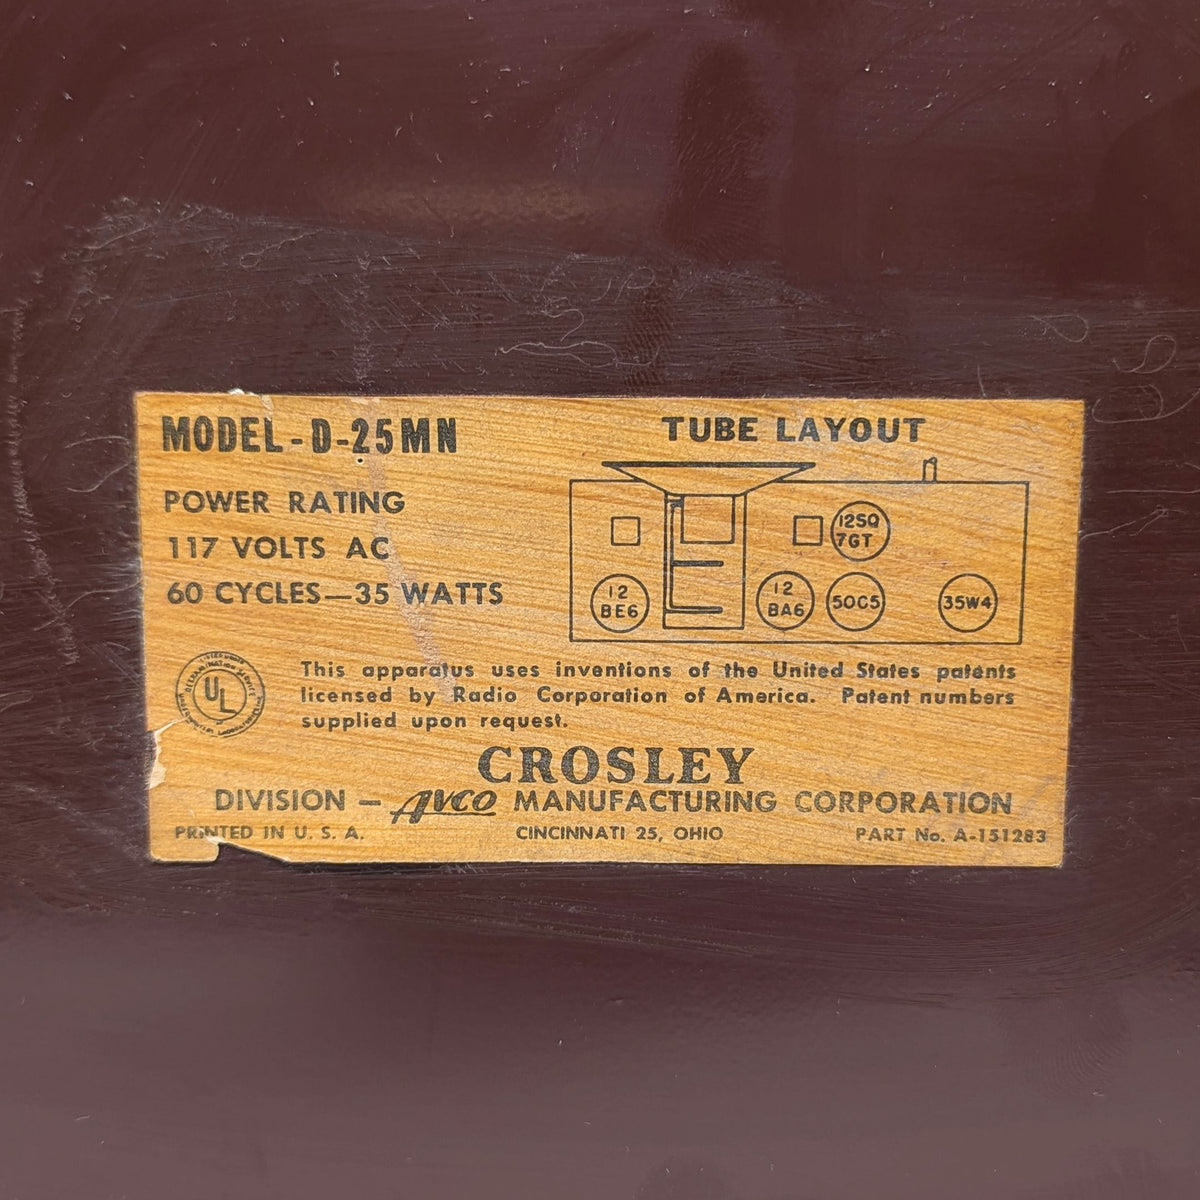 MODEL-D-25MN
POWER RATING
117 VOLTS AC
60 CYCLES—35 WATTS
TUBE LAYOUT
12SQ
7GT
12
BE6
12
BA6
50C5
35W4
UL
This apparatus uses inventions of the United States patents
licensed by Radio Corporation of America. Patent numbers
supplied upon request.
CROSLEY
DIVISION – AVCO MANUFACTURING CORPORATION
PRINTED IN U. S. A. CINCINNATI 25, OHIO PART No. A-151283